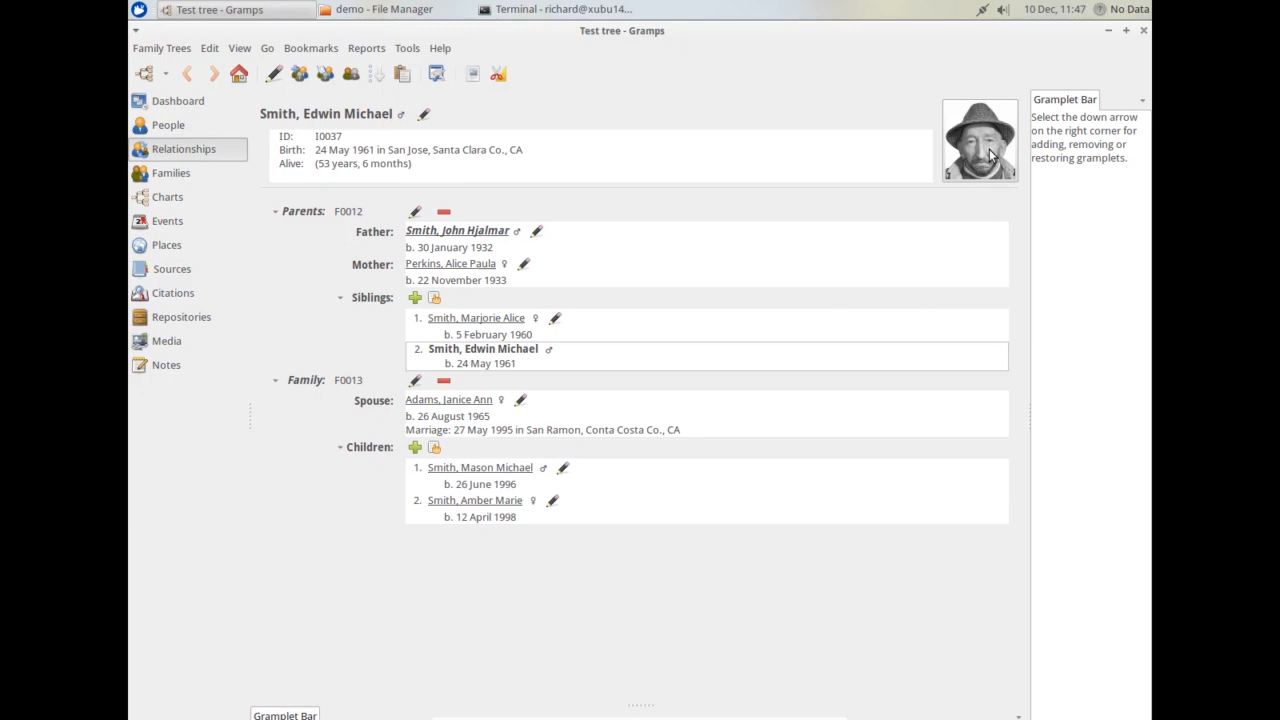 Test tree - Gramps
demo - File Manager
Terminal - richard@xubu14...
10 Dec, 11:47
No Data
Test tree - Gramps
Family Trees Edit View Go Bookmarks Reports Tools Help
Dashboard
People
Relationships
Families
Charts
Events
Places
Sources
Citations
Repositories
Media
Notes
Smith, Edwin Michael ♂
ID: I0037
Birth: 24 May 1961 in San Jose, Santa Clara Co., CA
Alive: (53 years, 6 months)
Parents: F0012
Father: Smith, John Hjalmar ♂
b. 30 January 1932
Mother: Perkins, Alice Paula ♀
b. 22 November 1933
Siblings:
1. Smith, Marjorie Alice ♀
b. 5 February 1960
2. Smith, Edwin Michael ♂
b. 24 May 1961
Family: F0013
Spouse: Adams, Janice Ann ♀
b. 26 August 1965
Marriage: 27 May 1995 in San Ramon, Conta Costa Co., CA
Children:
1. Smith, Mason Michael ♂
b. 26 June 1996
2. Smith, Amber Marie ♀
b. 12 April 1998
Gramplet Bar
Select the down arrow
on the right corner for
adding, removing or
restoring gramplets.
Gramplet Bar